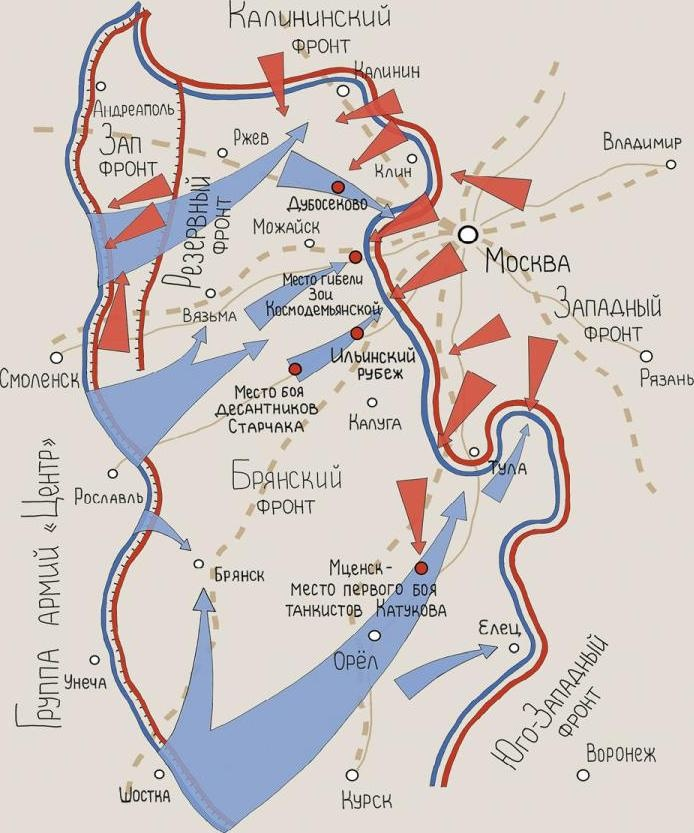 Калининский
фронт
Калинин
Андреаполь
Зап
фронт
Ржев
Владимир
Клин
Резервный
фронт
Дубосеково
Можайск
Москва
Место гибели
Зои
Космодемьянской
Вязьма
Западный
фронт
Смоленск
Ильинский
рубеж
Рязань
Место боя
десантников
Старчака
Калуга
Группа армий «Центр»
Брянский
фронт
Тула
Рославль
Брянск
Мценск-
место первого боя
танкистов Катукова
Елец
Орёл
Унеча
Юго-Западный
фронт
Воронеж
Шостка
Курск